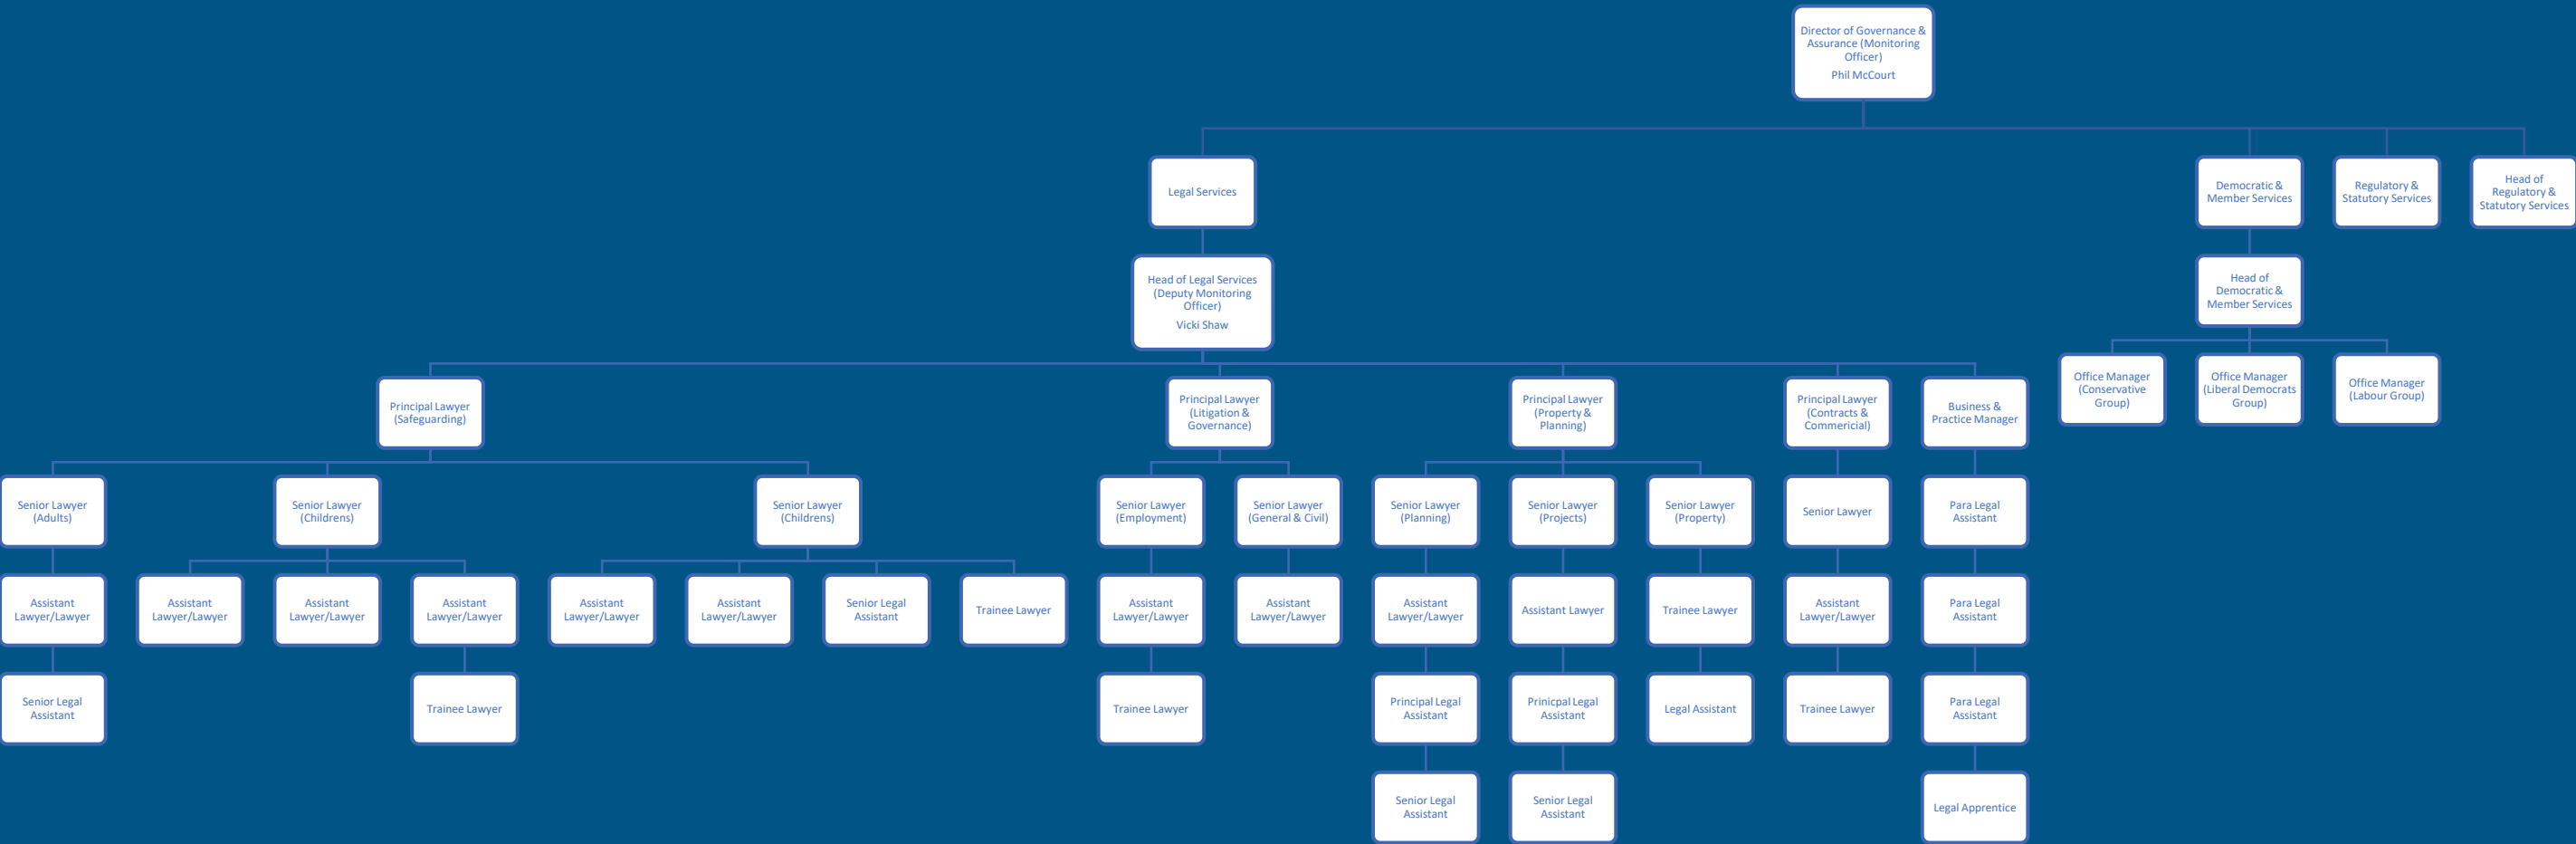 Director of Governance &
Assurance (Monitoring
Officer)
Phil McCourt
Legal Services
Democratic &
Member Services
Regulatory &
Statutory Services
Head of
Regulatory &
Statutory Services
Head of Legal Services
(Deputy Monitoring
Officer)
Vicki Shaw
Head of
Democratic &
Member Services
Principal Lawyer
(Safeguarding)
Principal Lawyer
(Litigation &
Governance)
Principal Lawyer
(Property &
Planning)
Principal Lawyer
(Contracts &
Commericial)
Business &
Practice Manager
Office Manager
(Conservative
Group)
Office Manager
(Liberal Democrats
Group)
Office Manager
(Labour Group)
Senior Lawyer
(Adults)
Senior Lawyer
(Childrens)
Senior Lawyer
(Childrens)
Senior Lawyer
(Employment)
Senior Lawyer
(General & Civil)
Senior Lawyer
(Planning)
Senior Lawyer
(Projects)
Senior Lawyer
(Property)
Senior Lawyer
Para Legal
Assistant
Assistant
Lawyer/Lawyer
Assistant
Lawyer/Lawyer
Assistant
Lawyer/Lawyer
Assistant
Lawyer/Lawyer
Assistant
Lawyer/Lawyer
Assistant
Lawyer/Lawyer
Senior Legal
Assistant
Trainee Lawyer
Assistant
Lawyer/Lawyer
Assistant
Lawyer/Lawyer
Assistant
Lawyer/Lawyer
Assistant Lawyer
Trainee Lawyer
Assistant
Lawyer/Lawyer
Para Legal
Assistant
Senior Legal
Assistant
Trainee Lawyer
Trainee Lawyer
Principal Legal
Assistant
Prinicpal Legal
Assistant
Legal Assistant
Trainee Lawyer
Para Legal
Assistant
Senior Legal
Assistant
Senior Legal
Assistant
Legal Apprentice